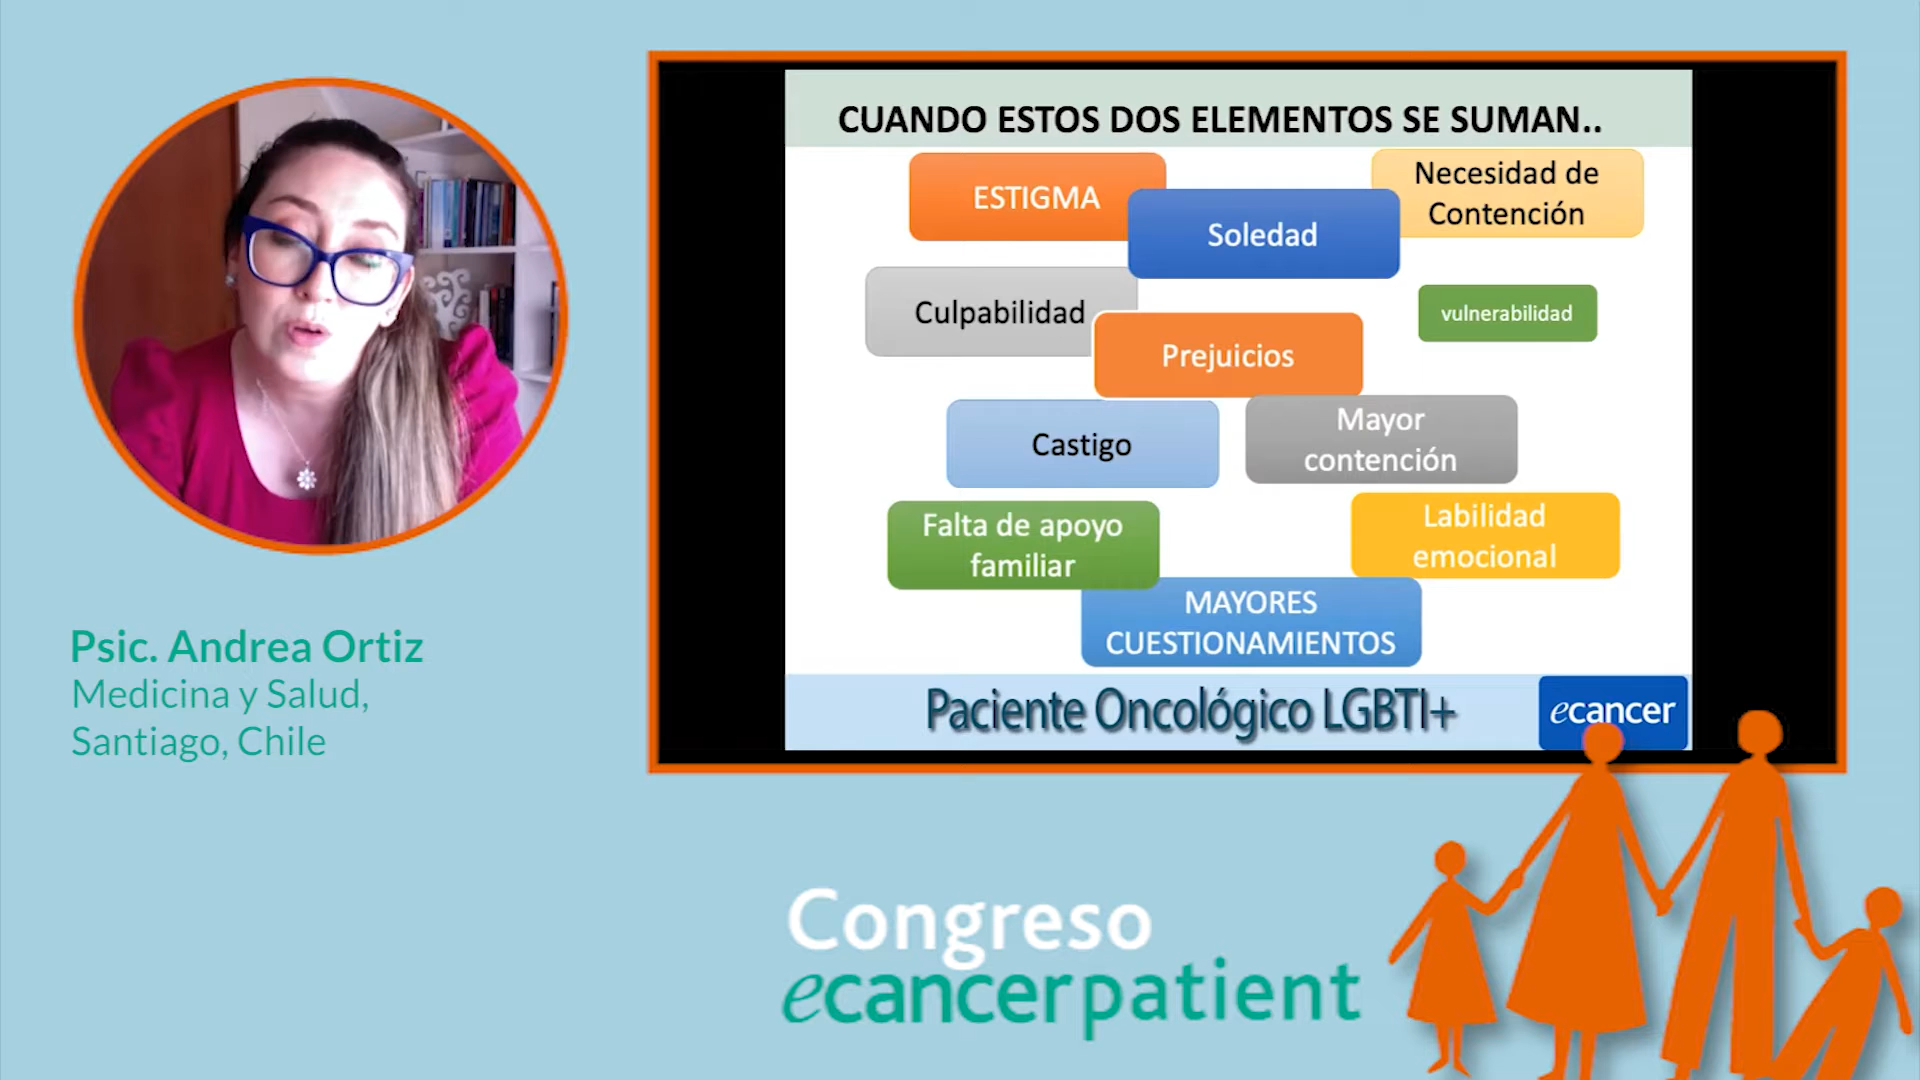 CUANDO ESTOS DOS ELEMENTOS SE SUMAN..
ESTIGMA
Soledad
Necesidad de
Contención
Culpabilidad
vulnerabilidad
Prejuicios
Castigo
Mayor
contención
Falta de apoyo
familiar
Labilidad
emocional
MAYORES
CUESTIONAMIENTOS
Paciente Oncológico LGBTI+
ecancer
Psic. Andrea Ortiz
Medicina y Salud,
Santiago, Chile
Congreso
ecancerpatient